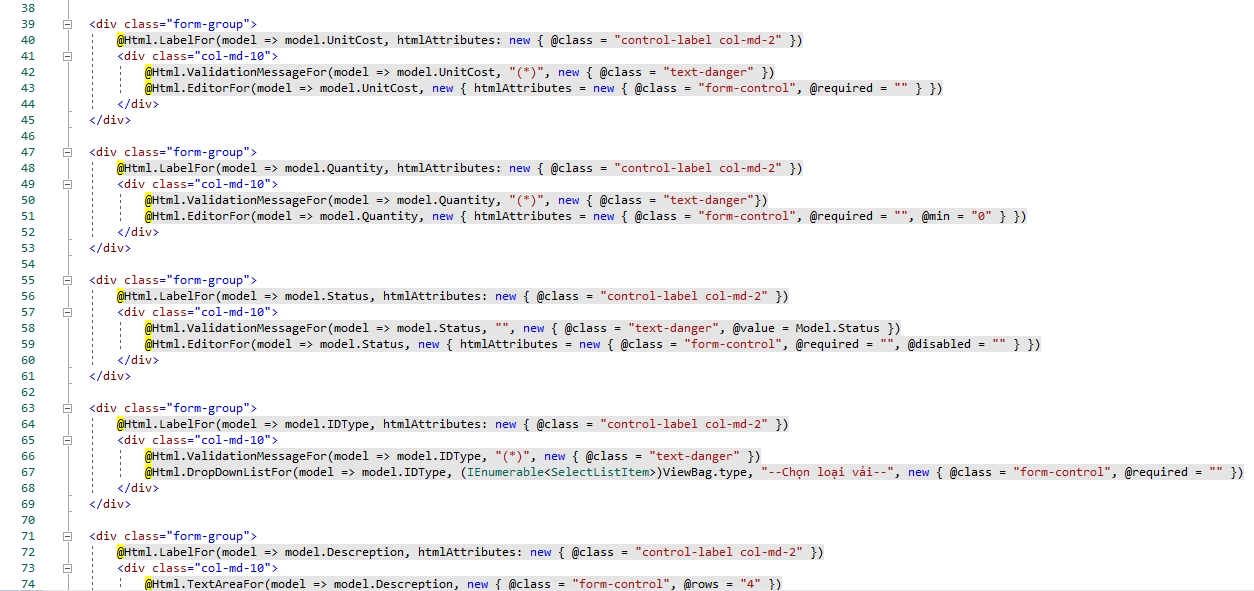 38
39 <div class="form-group">
40 @Html.LabelFor(model => model.UnitCost, htmlAttributes: new { @class = "control-label col-md-2" })
41 <div class="col-md-10">
42 @Html.ValidationMessageFor(model => model.UnitCost, "(*)", new { @class = "text-danger" })
43 @Html.EditorFor(model => model.UnitCost, new { htmlAttributes = new { @class = "form-control", @required = "" } })
44 </div>
45 </div>
46
47 <div class="form-group">
48 @Html.LabelFor(model => model.Quantity, htmlAttributes: new { @class = "control-label col-md-2" })
49 <div class="col-md-10">
50 @Html.ValidationMessageFor(model => model.Quantity, "(*)", new { @class = "text-danger"})
51 @Html.EditorFor(model => model.Quantity, new { htmlAttributes = new { @class = "form-control", @required = "", @min = "0" } })
52 </div>
53 </div>
54
55 <div class="form-group">
56 @Html.LabelFor(model => model.Status, htmlAttributes: new { @class = "control-label col-md-2" })
57 <div class="col-md-10">
58 @Html.ValidationMessageFor(model => model.Status, "", new { @class = "text-danger", @value = Model.Status })
59 @Html.EditorFor(model => model.Status, new { htmlAttributes = new { @class = "form-control", @required = "", @disabled = "" } })
60 </div>
61 </div>
62
63 <div class="form-group">
64 @Html.LabelFor(model => model.IDType, htmlAttributes: new { @class = "control-label col-md-2" })
65 <div class="col-md-10">
66 @Html.ValidationMessageFor(model => model.IDType, "(*)", new { @class = "text-danger" })
67 @Html.DropDownListFor(model => model.IDType, (IEnumerable<SelectListItem>)ViewBag.type, "--Chọn loại vải--", new { @class = "form-control", @required = "" })
68 </div>
69 </div>
70
71 <div class="form-group">
72 @Html.LabelFor(model => model.Descreption, htmlAttributes: new { @class = "control-label col-md-2" })
73 <div class="col-md-10">
74 @Html.TextAreaFor(model => model.Descreption, new { @class = "form-control", @rows = "4" })